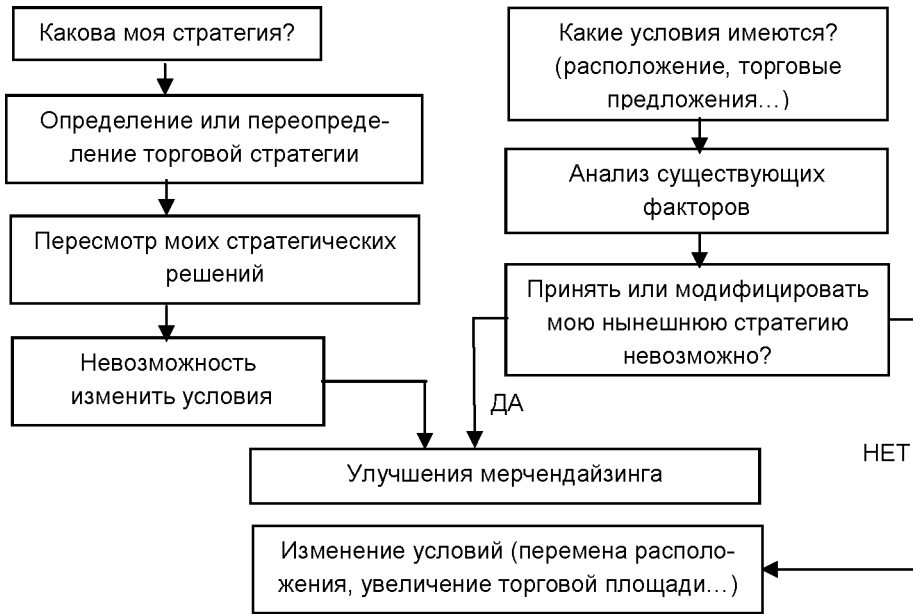 Какова моя стратегия?
Определение или переопреде-
ление торговой стратегии
Пересмотр моих стратегических
решений
Невозможность
изменить условия
Какие условия имеются?
(расположение, торговые
предложения...)
Анализ существующих
факторов
Принять или модифицировать
мою нынешнюю стратегию
невозможно?
ДА
НЕТ
Улучшения мерчендайзинга
Изменение условий (перемена располо-
жения, увеличение торговой площади...)